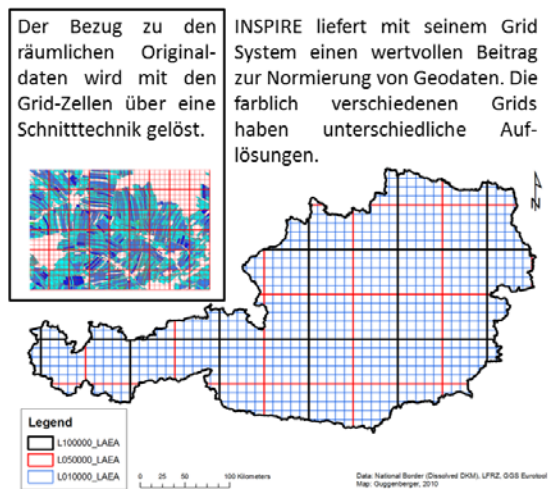 Der Bezug zu den
räumlichen Original-
daten wird mit den
Grid-Zellen über eine
Schnitttechnik gelöst.
INSPIRE liefert mit seinem Grid
System einen wertvollen Beitrag
zur Normierung von Geodaten. Die
farblich verschiedenen Grids
haben unterschiedliche Auf-
lösungen.
N
Legend
L100000_LAEA
L050000_LAEA
L010000_LAEA
0 25 50 100 Kilometers
Data: National Border (Dissolved DKM), LFRZ, GGS Eurotool
Map: Guggenberger, 2010